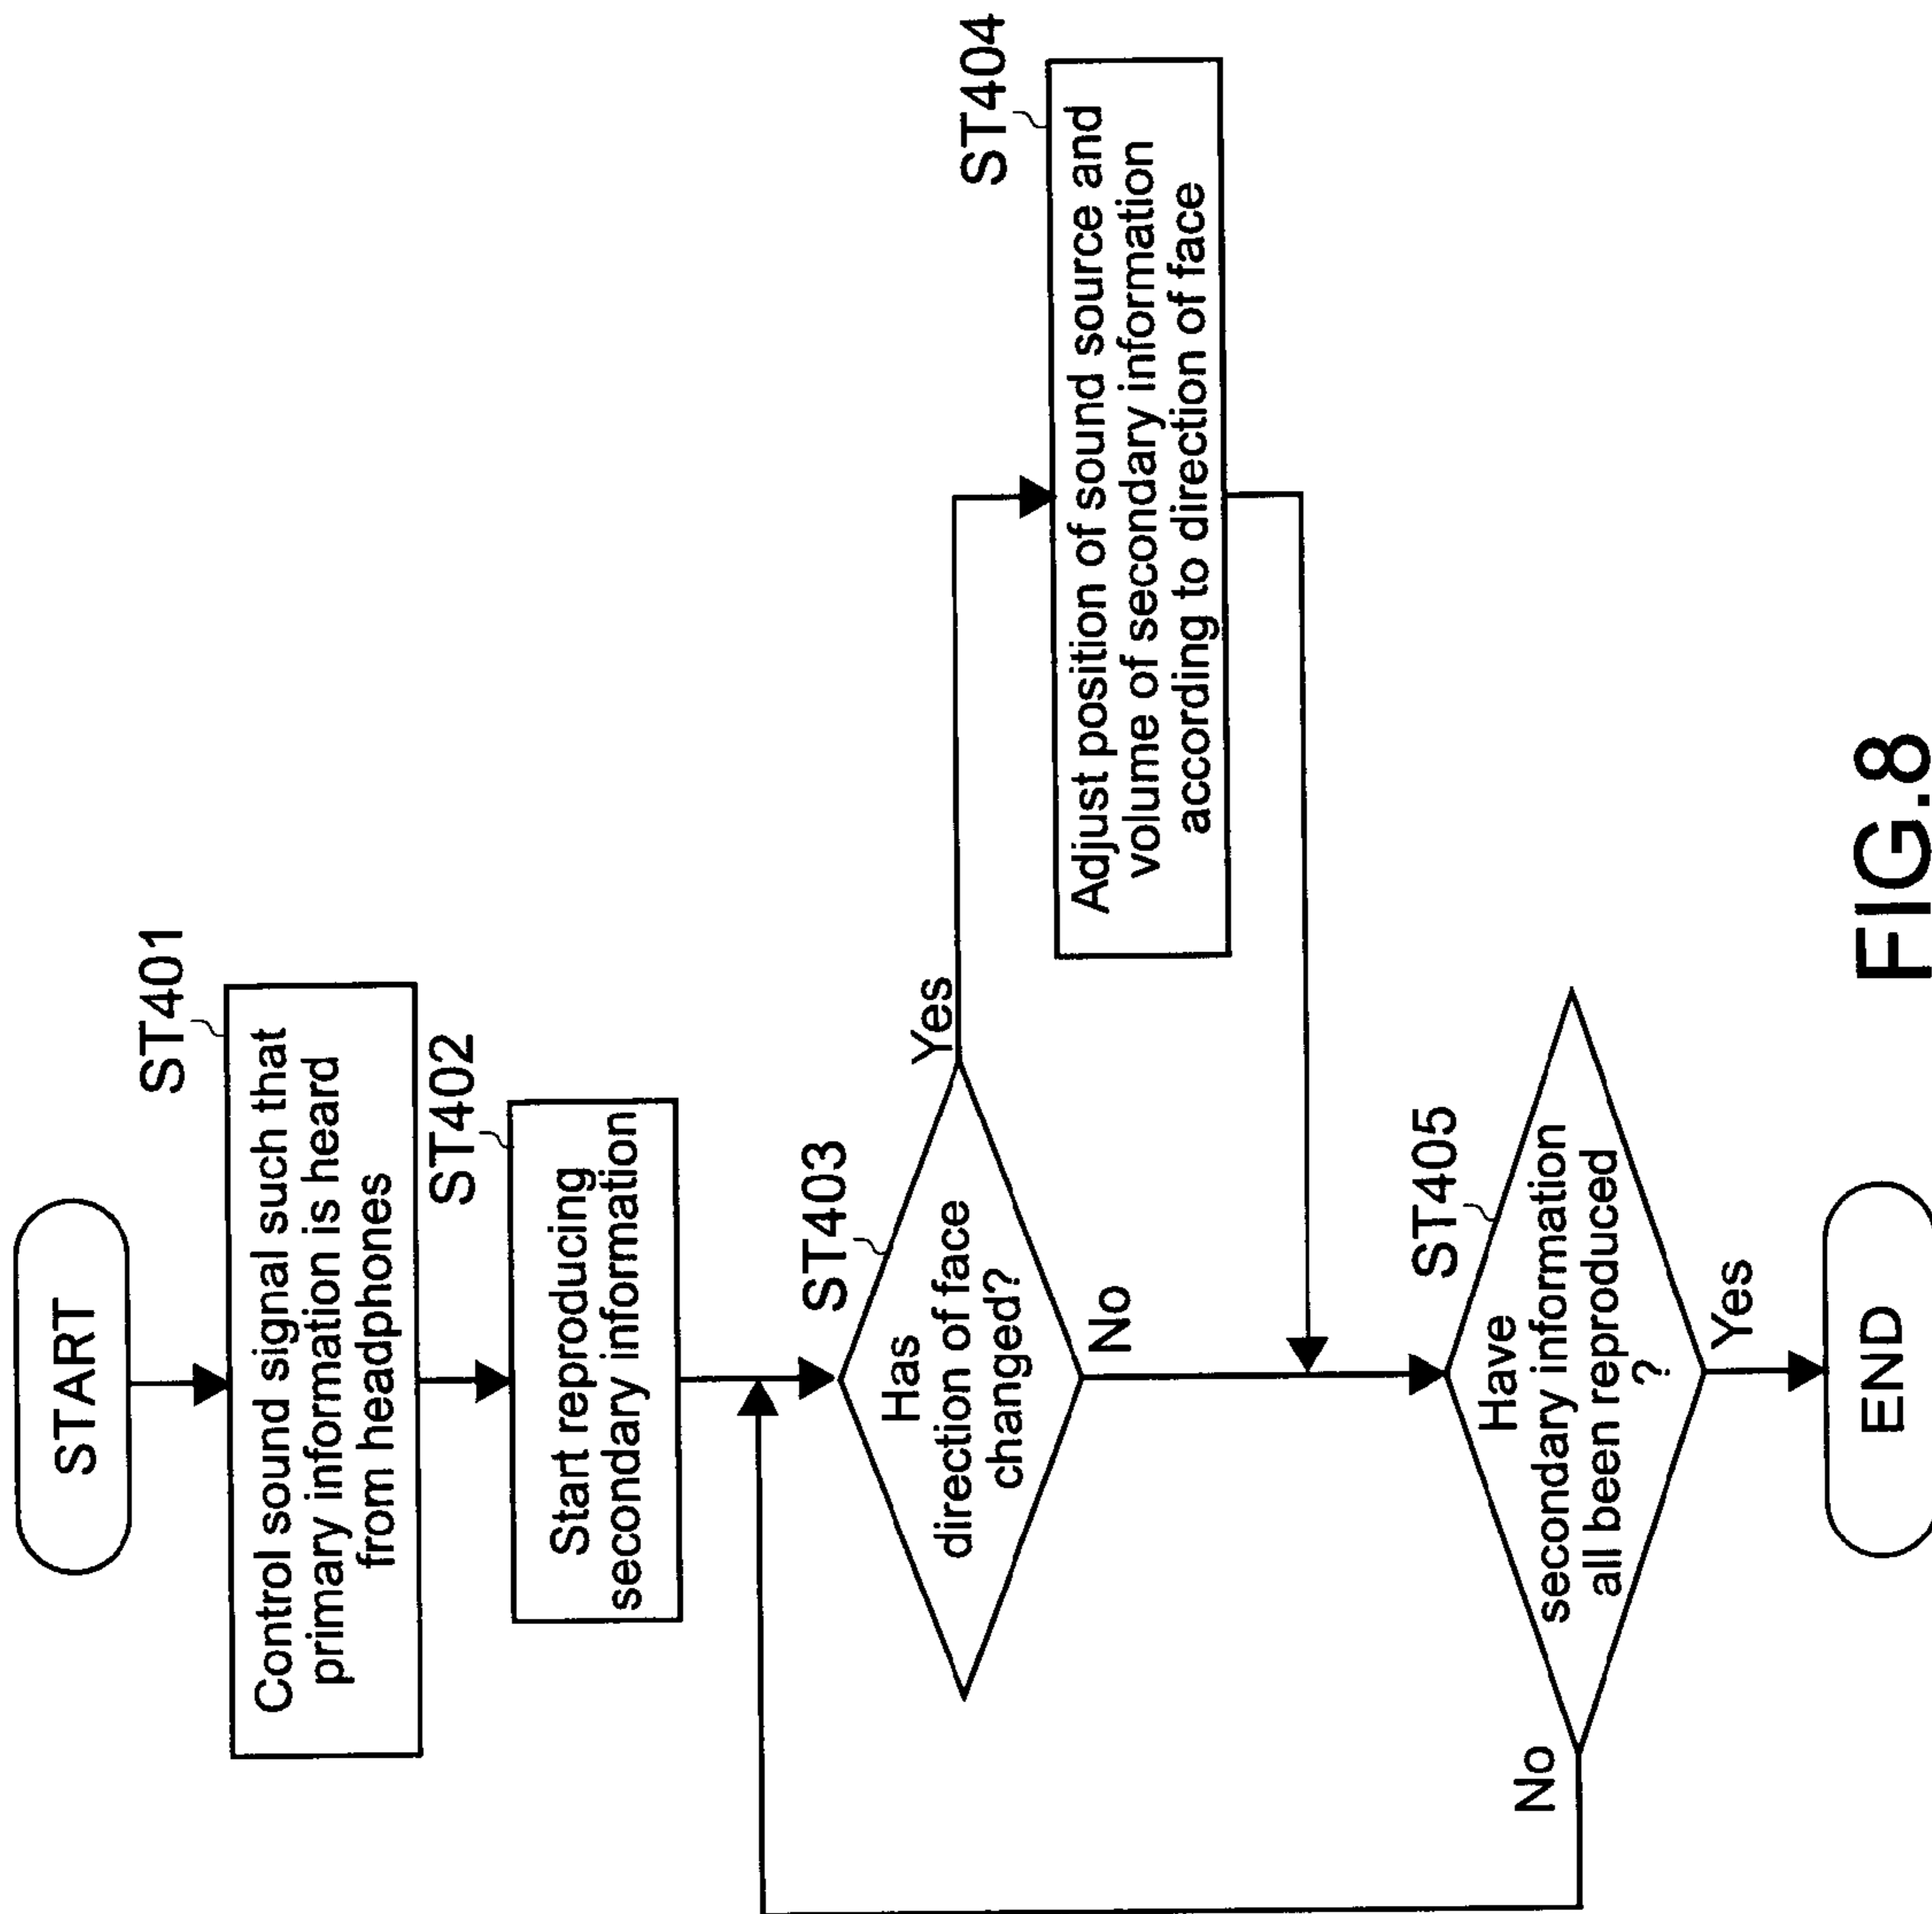 START
ST401
Control sound signal such that
primary information is heard
from headphones
ST402
Start reproducing
secondary information
ST403
Has
direction of face
changed?
Yes
No
ST404
Adjust position of sound source and
volume of secondary information
according to direction of face
ST405
Have
secondary information
all been reproduced
?
No
Yes
END
FIG.8